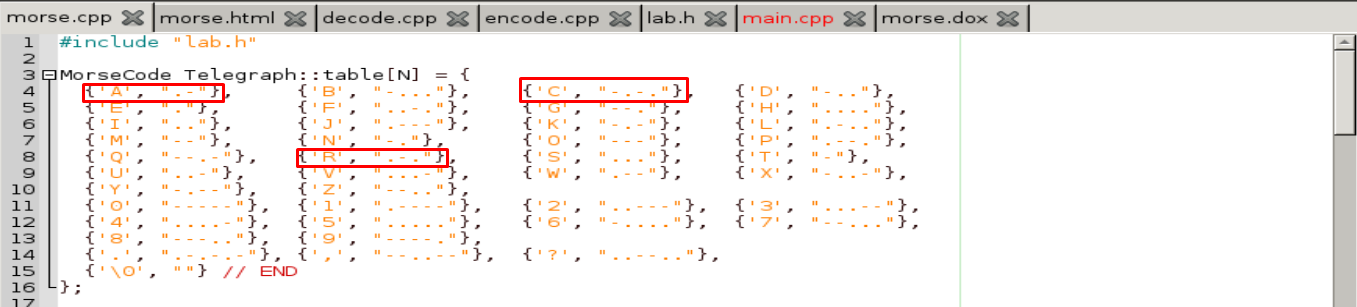 morse.cpp morse.html decode.cpp encode.cpp lab.h main.cpp morse.dox
1 #include "lab.h"
2
3 MorseCode Telegraph::table[N] = {
4 {'A', ".-"}, {'B', "-..."}, {'C', "-.-."}, {'D', "-.."},
5 {'E', "."}, {'F', "..-."}, {'G', "--."}, {'H', "...."},
6 {'I', ".."}, {'J', ".---"}, {'K', "-.-"}, {'L', ".-.."},
7 {'M', "--"}, {'N', "-."}, {'O', "---"}, {'P', ".--."},
8 {'Q', "--.-"}, {'R', ".-."}, {'S', "..."}, {'T', "-"},
9 {'U', "..-"}, {'V', "...-"}, {'W', ".--"}, {'X', "-..-"},
10 {'Y', "-.--"}, {'Z', "--.."},
11 {'0', "-----"}, {'1', ".----"}, {'2', "..---"}, {'3', "...--"},
12 {'4', "....-"}, {'5', "....."}, {'6', "-...."}, {'7', "--..."},
13 {'8', "---.."}, {'9', "----."},
14 {'.', ".-.-.-"}, {',', "--..--"}, {'?', "..--.."},
15 {'\0', ""} // END
16 };
17